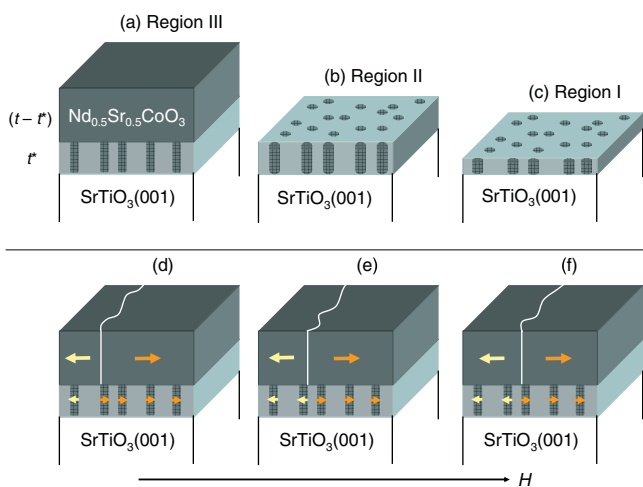 (a) Region III
(b) Region II
(c) Region I
(t – t*)
Nd0.5Sr0.5CoO3
t*
SrTiO3(001)
SrTiO3(001)
SrTiO3(001)
(d)
(e)
(f)
SrTiO3(001)
SrTiO3(001)
SrTiO3(001)
H